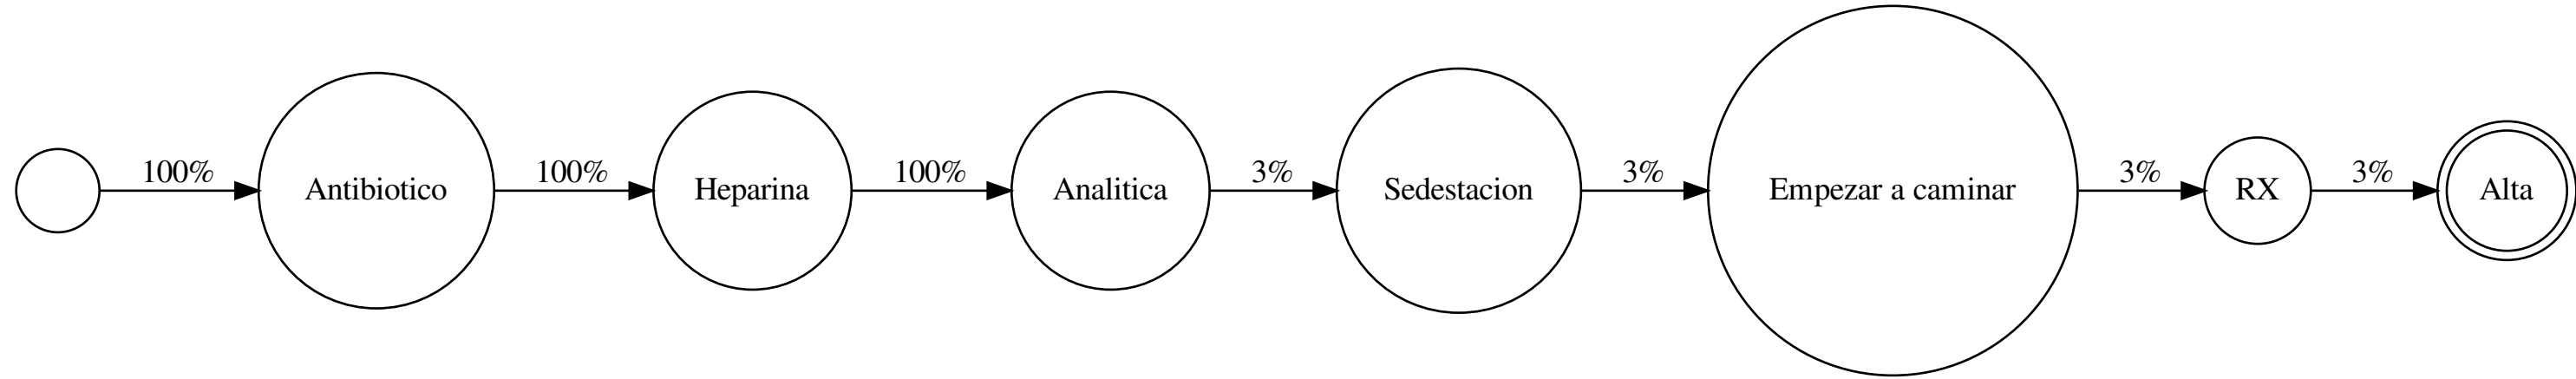 100%
Antibiotico
100%
Heparina
100%
Analitica
3%
Sedestacion
3%
Empezar a caminar
3%
RX
3%
Alta